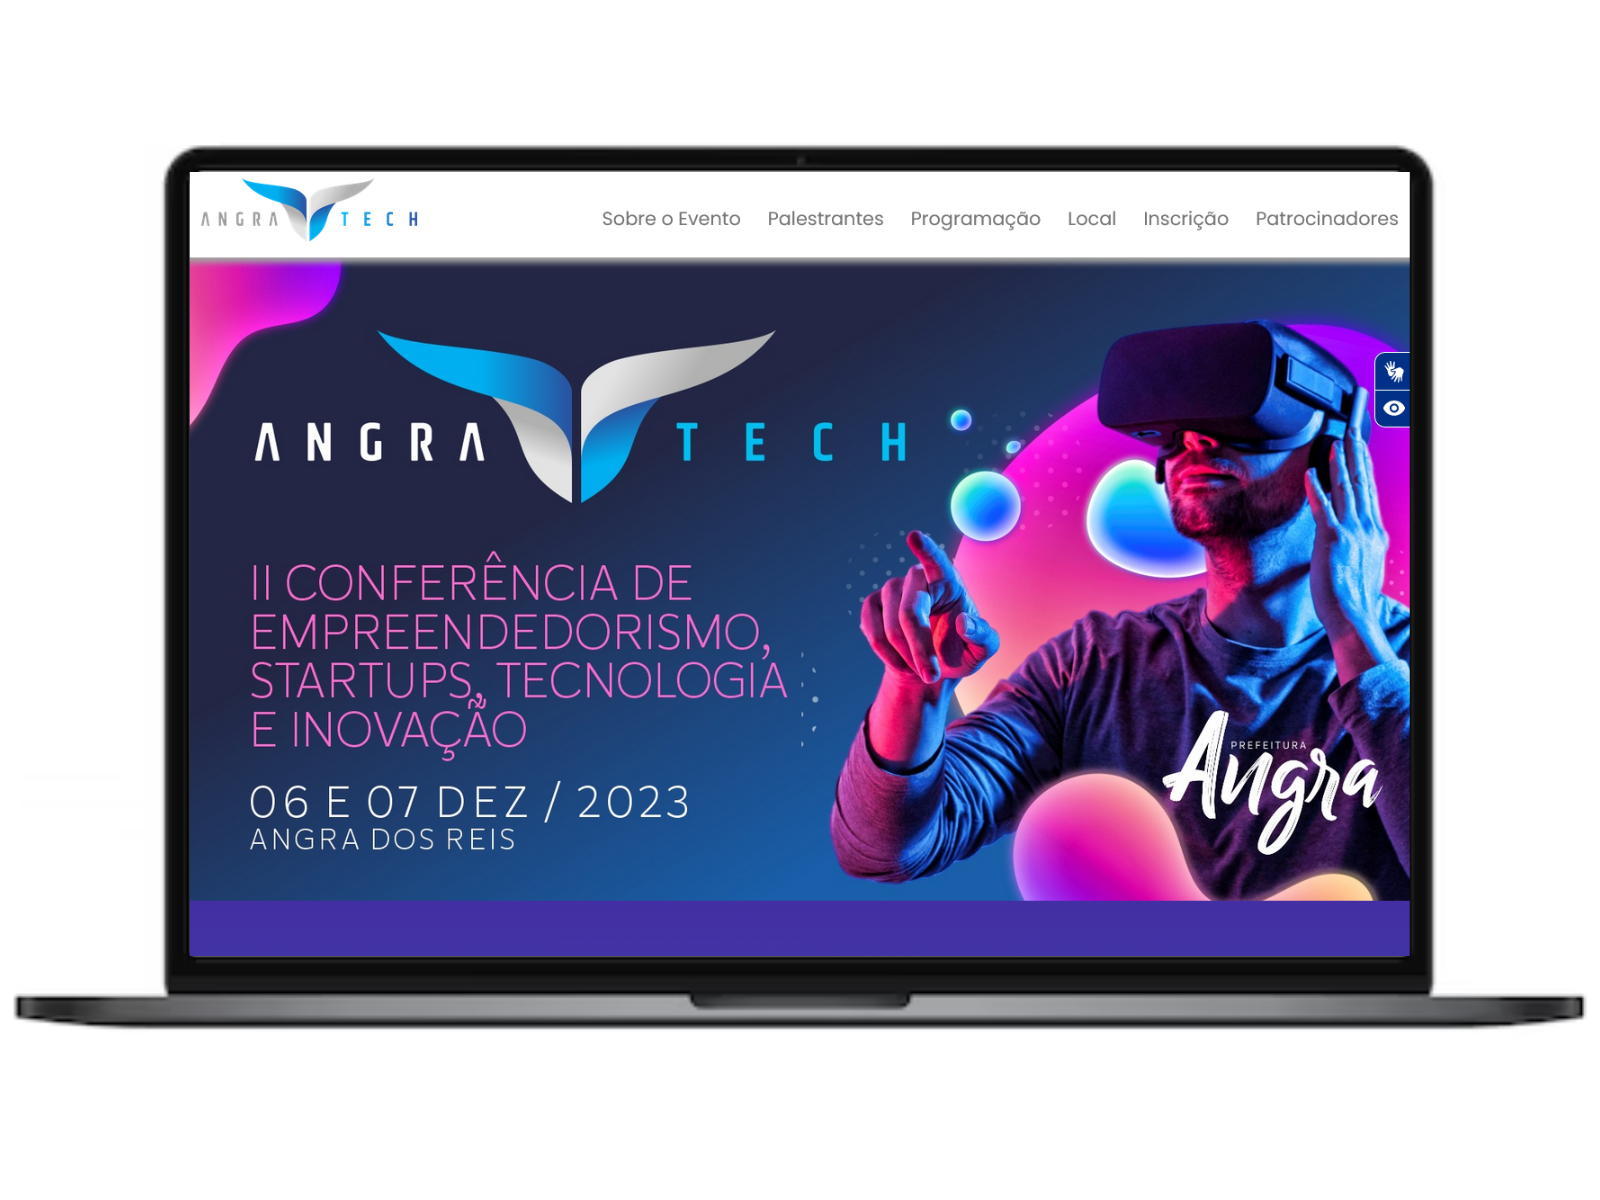 ANGRA TECH
Sobre o Evento Palestrantes Programação Local Inscrição Patrocinadores
ANGRA TECH
II CONFERÊNCIA DE
EMPREENDEDORISMO,
STARTUPS, TECNOLOGIA
E INOVAÇÃO
06 E 07 DEZ / 2023
ANGRA DOS REIS
PREFEITURA
Angra